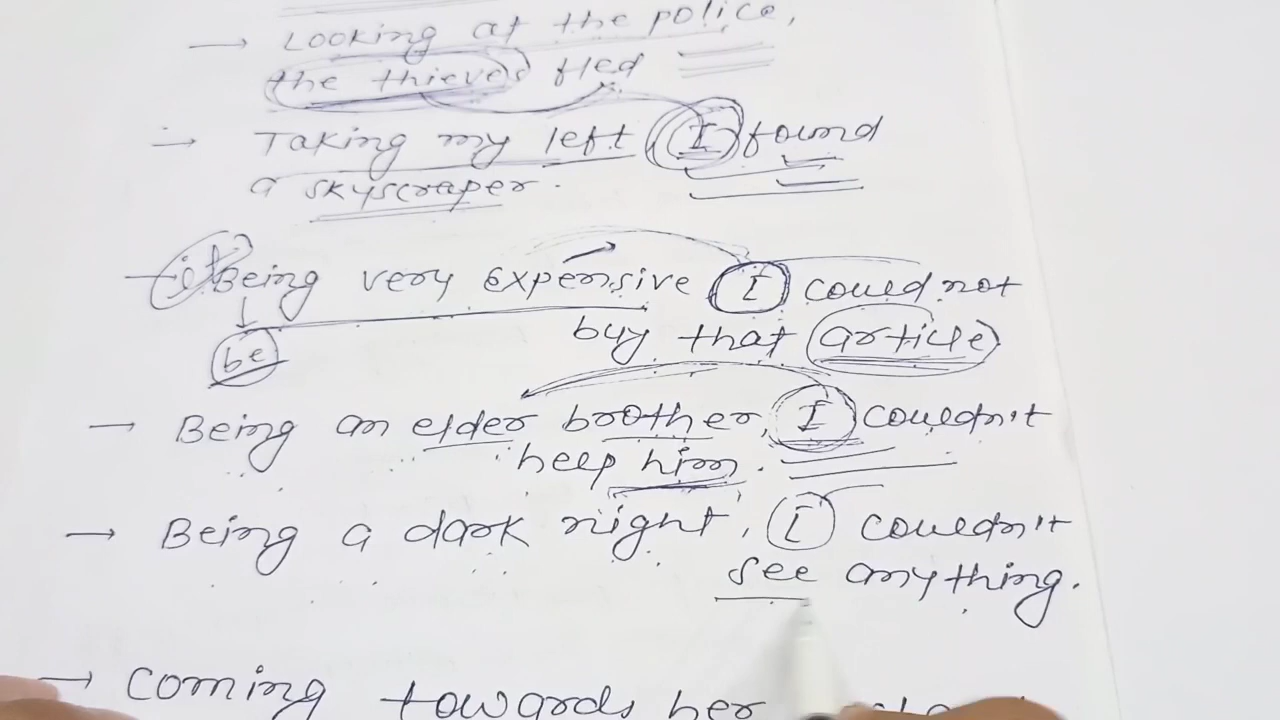 → Looking at the police,
the thieves fled
→ Taking my left I found
a skyscraper.
it Being very expensive I could not
be buy that article
→ Being an elder brother, I couldn't
help him.
→ Being a dark night, I couldn't
see anything.
→ Coming towards her